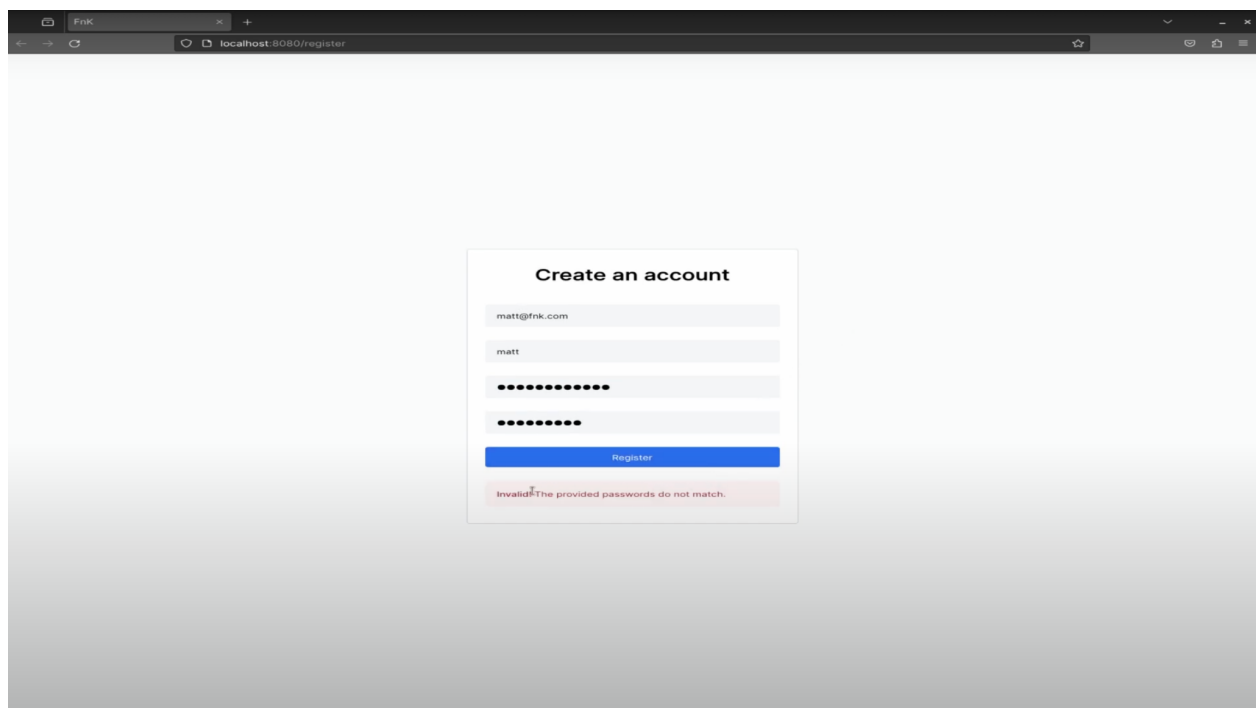 FnK
localhost:8080/register
Create an account
matt@fnk.com
matt
●●●●●●●●●●●●
●●●●●●●●●
Register
Invalid! The provided passwords do not match.